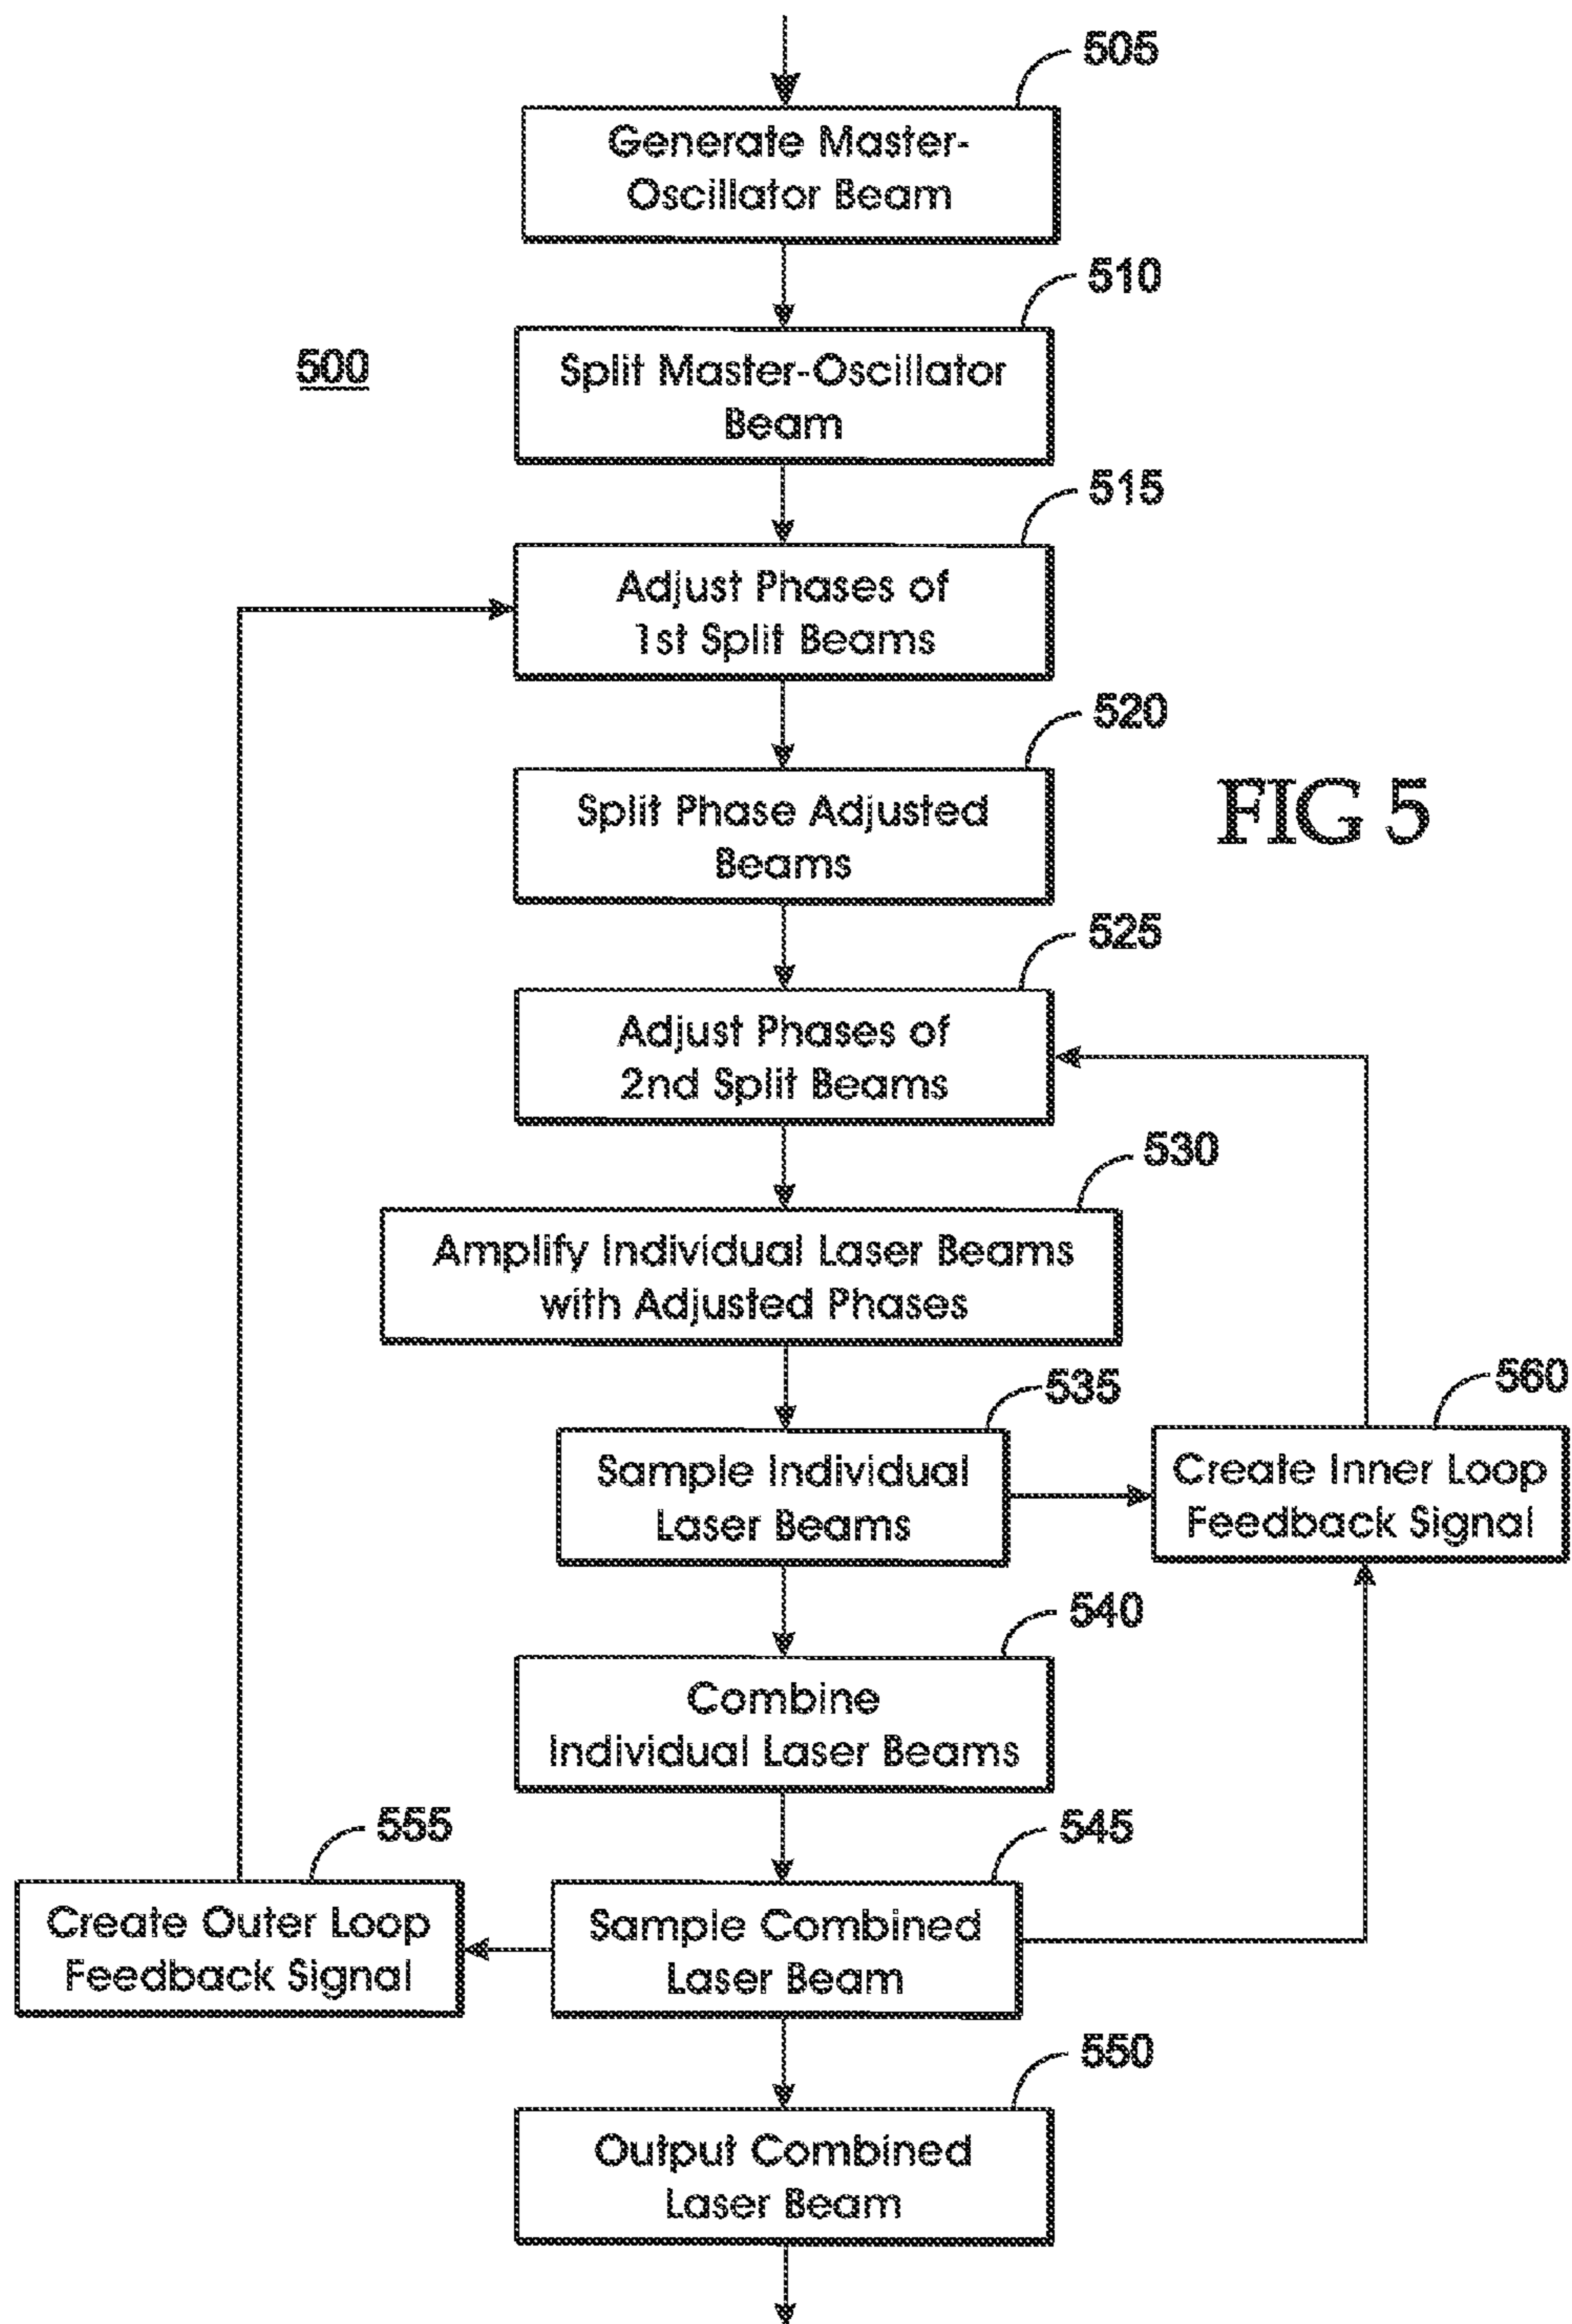 505
Generate Master-
Oscillator Beam
510
500
Split Master-Oscillator
Beam
515
Adjust Phases of
1st Split Beams
520
Split Phase Adjusted
Beams
FIG 5
525
Adjust Phases of
2nd Split Beams
530
Amplify Individual Laser Beams
with Adjusted Phases
535
Sample Individual
Laser Beams
560
Create Inner Loop
Feedback Signal
540
Combine
Individual Laser Beams
555
Create Outer Loop
Feedback Signal
545
Sample Combined
Laser Beam
550
Output Combined
Laser Beam